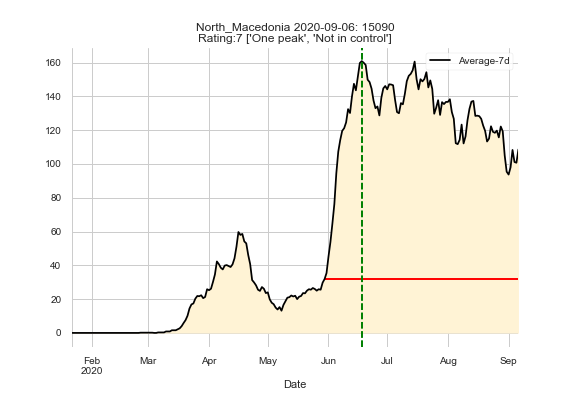 North_Macedonia 2020-09-06: 15090
Rating:7 ['One peak', 'Not in control']
Average-7d
160
140
120
100
80
60
40
20
0
Feb Mar Apr May Jun Jul Aug Sep
2020
Date